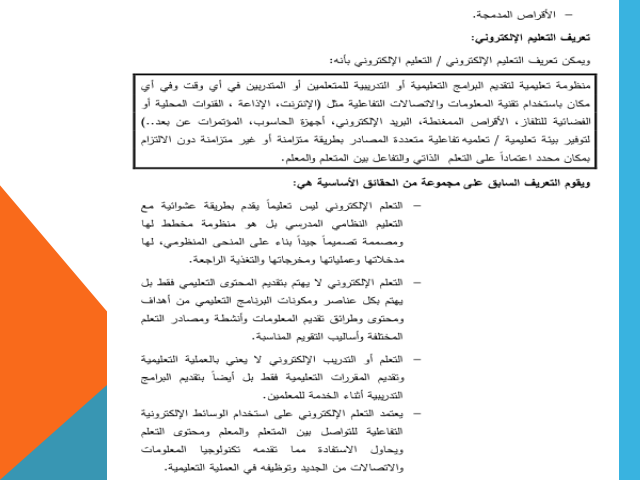 – الأقراص المدمجة.
تعريف التعليم الإلكتروني:
ويمكن تعريف التعليم الإلكتروني / التعليم الإلكتروني بأنه:
منظومة تعليمية لتقديم البرامج التعليمية أو التدريبية للمتعلمين أو المتدربين في أي وقت وفي أي
مكان باستخدام تقنية المعلومات والاتصالات التفاعلية مثل (الإنترنت، الإذاعة ، القنوات المحلية أو
الفضائية للتلفاز، الأقراص الممغنطة، البريد الإلكتروني، أجهزة الحاسوب، المؤتمرات عن بعد..)
لتوفير بيئة تعليمية / تعلميه تفاعلية متعددة المصادر بطريقة متزامنة أو غير متزامنة دون الالتزام
بمكان محدد اعتماداً على التعلم الذاتي والتفاعل بين المتعلم والمعلم.
ويقوم التعريف السابق على مجموعة من الحقائق الأساسية هي:
– التعلم الإلكتروني ليس تعليماً يقدم بطريقة عشوائية مع
التعليم النظامي المدرسي بل هو منظومة مخطط لها
ومصممة تصميماً جيداً بناء على المنحى المنظومي، لها
مدخلاتها وعملياتها ومخرجاتها والتغذية الراجعة.
– التعلم الإلكتروني لا يهتم بتقديم المحتوى التعليمي فقط بل
يهتم بكل عناصر ومكونات البرنامج التعليمي من أهداف
ومحتوى وطرائق تقديم المعلومات وأنشطة ومصادر التعلم
المختلفة وأساليب التقويم المناسبة.
– التعلم أو التدريب الإلكتروني لا يعني بالعملية التعليمية
وتقديم المقررات التعليمية فقط بل أيضاً بتقديم البرامج
التدريبية أثناء الخدمة للمعلمين.
– يعتمد التعلم الإلكتروني على استخدام الوسائط الإلكترونية
التفاعلية للتواصل بين المتعلم والمعلم ومحتوى التعلم
ويحاول الاستفادة مما تقدمه تكنولوجيا المعلومات
والاتصالات من الجديد وتوظيفه في العملية التعليمية.